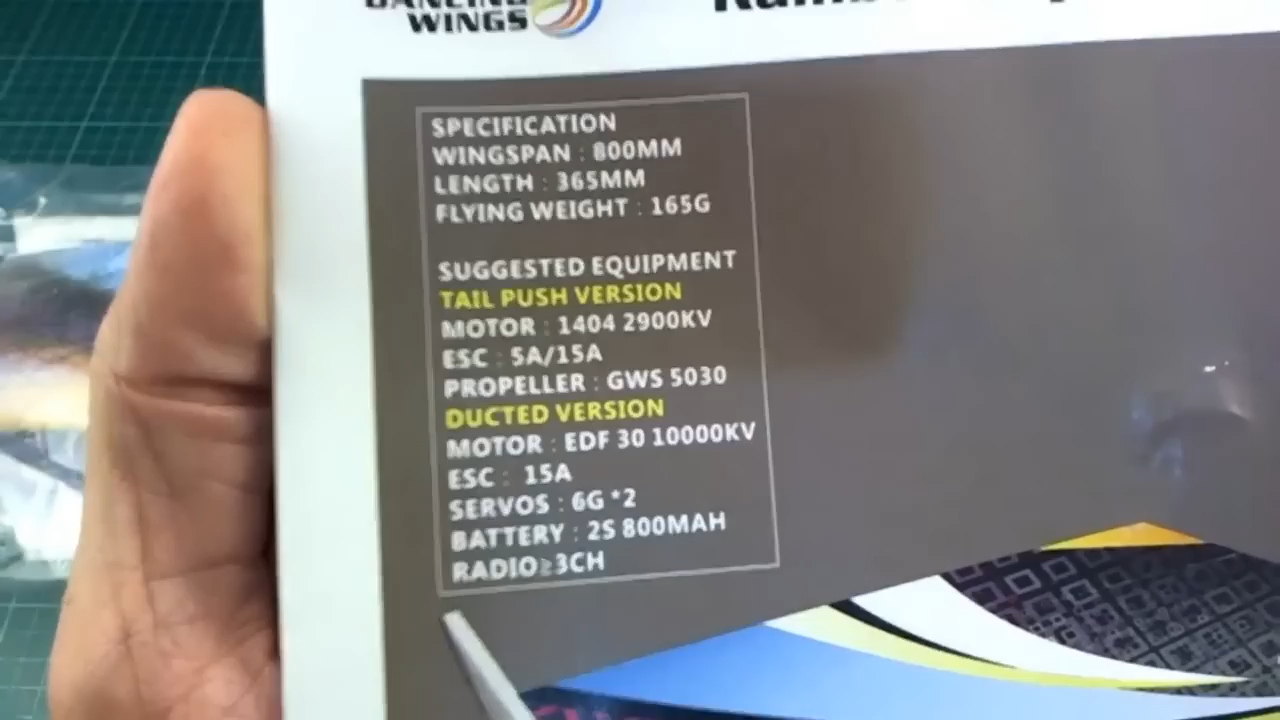 DANCING
WINGS
SPECIFICATION
WINGSPAN : 800MM
LENGTH : 365MM
FLYING WEIGHT : 165G
SUGGESTED EQUIPMENT
TAIL PUSH VERSION
MOTOR : 1404 2900KV
ESC : 5A/15A
PROPELLER : GWS 5030
DUCTED VERSION
MOTOR : EDF 30 10000KV
ESC : 15A
SERVOS : 6G *2
BATTERY : 2S 800MAH
RADIO≥3CH